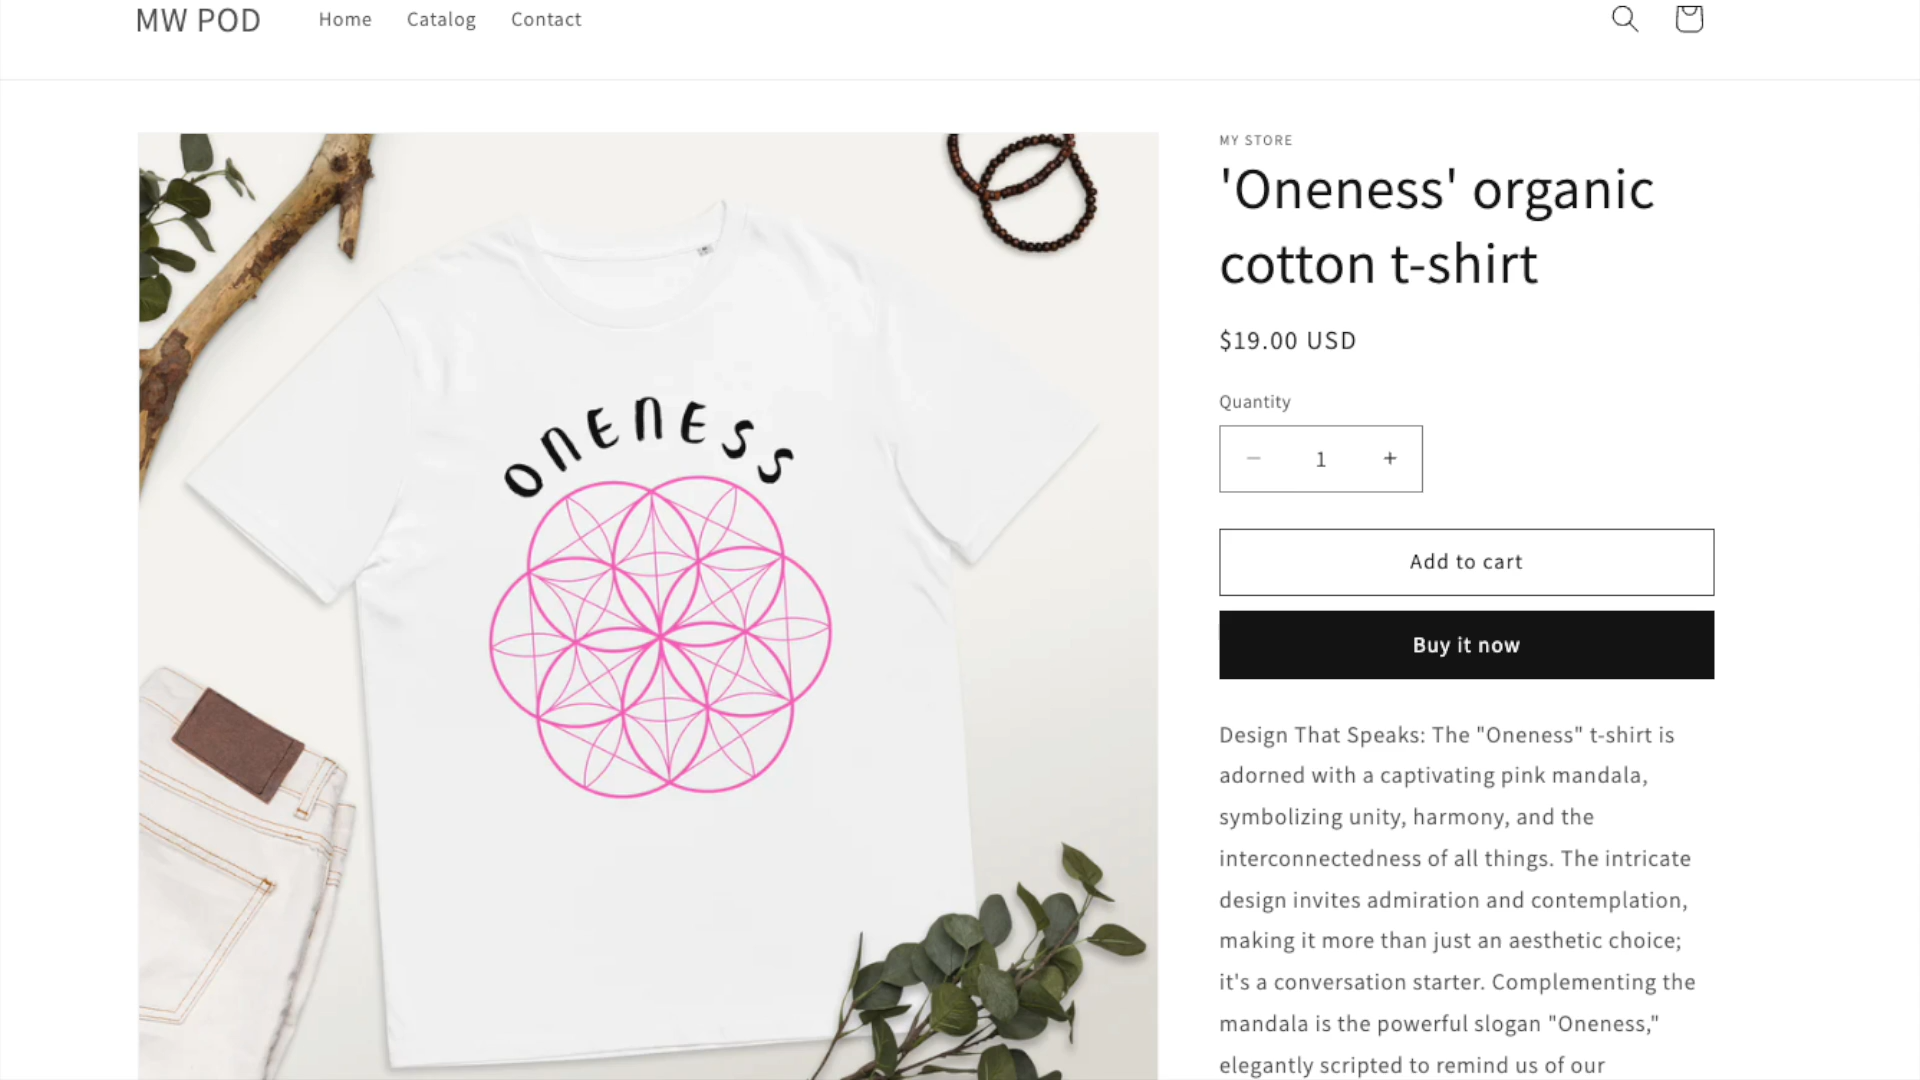 MW POD
Home
Catalog
Contact
MY STORE
'Oneness' organic
cotton t-shirt
$19.00 USD
Quantity
− 1 +
Add to cart
Buy it now
Design That Speaks: The "Oneness" t-shirt is
adorned with a captivating pink mandala,
symbolizing unity, harmony, and the
interconnectedness of all things. The intricate
design invites admiration and contemplation,
making it more than just an aesthetic choice;
it's a conversation starter. Complementing the
mandala is the powerful slogan "Oneness,"
elegantly scripted to remind us of our
ONENESS